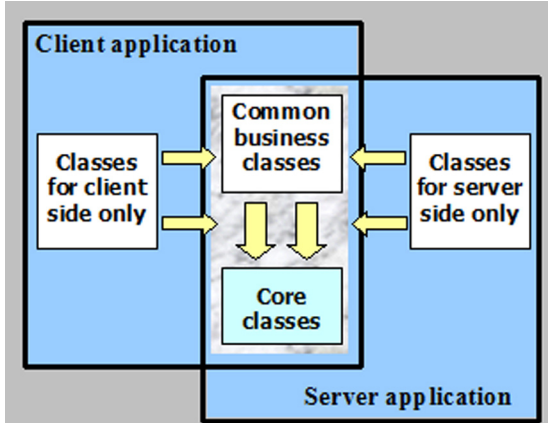 Client application
Common
business
classes
Classes
for client
side only
Classes
for server
side only
Core
classes
Server application